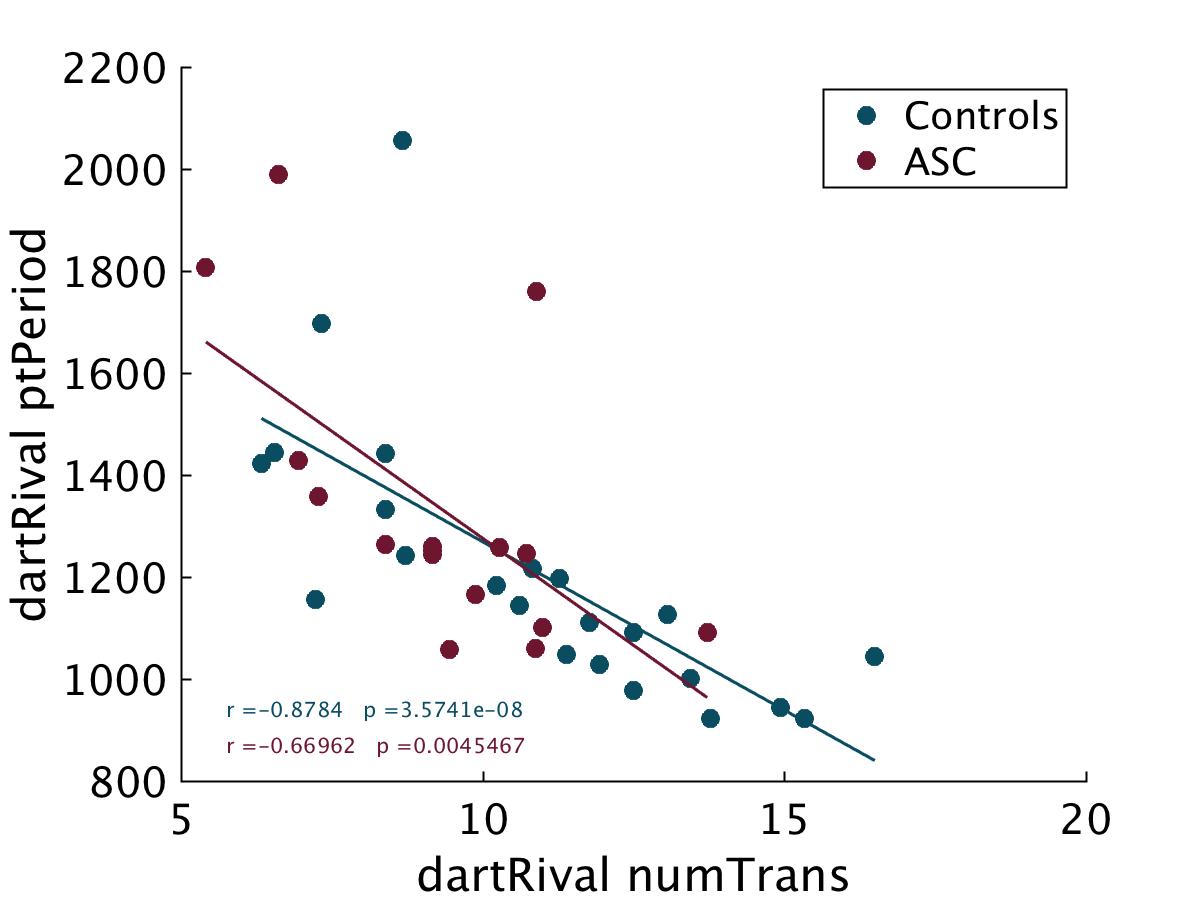 2200
2000
1800
1600
1400
1200
1000
800
5
10
15
20
dartRival ptPeriod
dartRival numTrans
Controls
ASC
r =-0.8784 p =3.5741e-08
r =-0.66962 p =0.0045467